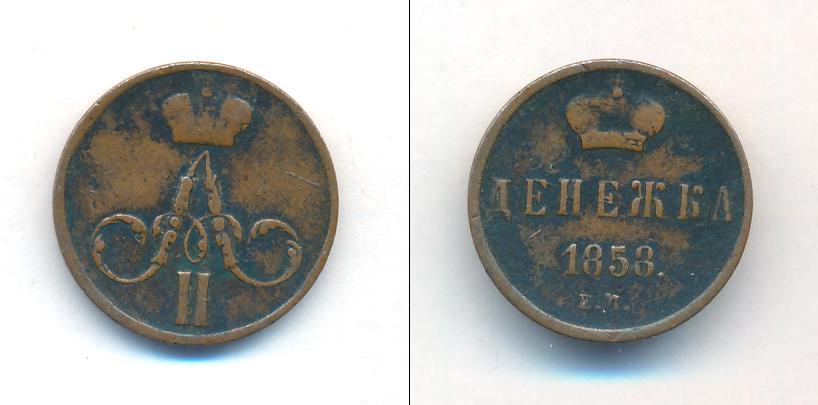 А
II
ДЕНЕЖКА
1858.
Е.М.